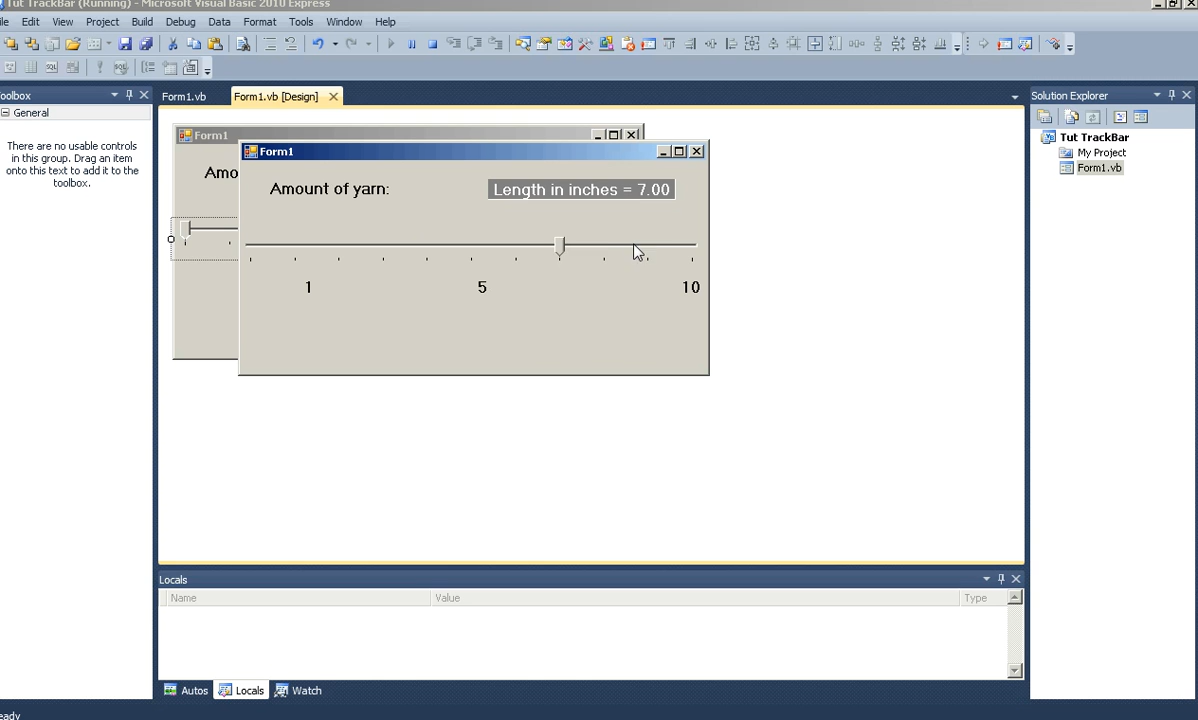 Tut TrackBar (Running) - Microsoft Visual Basic 2010 Express
ile Edit View Project Build Debug Data Format Tools Window Help
oolbox
General
There are no usable controls
in this group. Drag an item
onto this text to add it to the
toolbox.
Form1.vb
Form1.vb [Design]
Form1
Amo
Form1
Amount of yarn:
Length in inches = 7.00
1 5 10
Solution Explorer
Tut TrackBar
My Project
Form1.vb
Locals
Name Value Type
Autos Locals Watch
eady